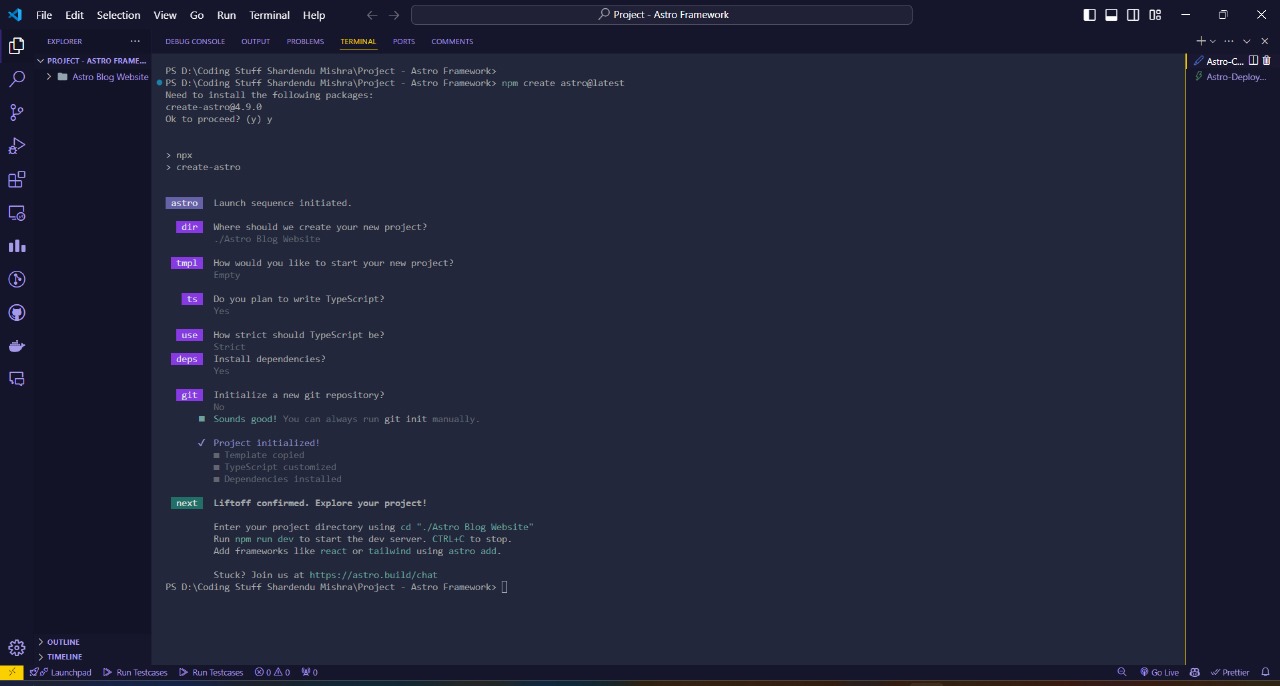 File Edit Selection View Go Run Terminal Help
Project - Astro Framework
EXPLORER
PROJECT - ASTRO FRAME...
Astro Blog Website
DEBUG CONSOLE OUTPUT PROBLEMS TERMINAL PORTS COMMENTS
PS D:\Coding Stuff Shardendu Mishra\Project - Astro Framework>
PS D:\Coding Stuff Shardendu Mishra\Project - Astro Framework> npm create astro@latest
Need to install the following packages:
create-astro@4.9.0
Ok to proceed? (y) y
> npx
> create-astro
astro Launch sequence initiated.
dir Where should we create your new project?
./Astro Blog Website
tmpl How would you like to start your new project?
Empty
ts Do you plan to write TypeScript?
Yes
use How strict should TypeScript be?
Strict
deps Install dependencies?
Yes
git Initialize a new git repository?
No
Sounds good! You can always run git init manually.
✓ Project initialized!
Template copied
TypeScript customized
Dependencies installed
next Liftoff confirmed. Explore your project!
Enter your project directory using cd "./Astro Blog Website"
Run npm run dev to start the dev server. CTRL+C to stop.
Add frameworks like react or tailwind using astro add.
Stuck? Join us at https://astro.build/chat
PS D:\Coding Stuff Shardendu Mishra\Project - Astro Framework>
Astro-C...
Astro-Deploy...
OUTLINE
TIMELINE
Launchpad Run Testcases Run Testcases 0 0 0 Go Live Prettier